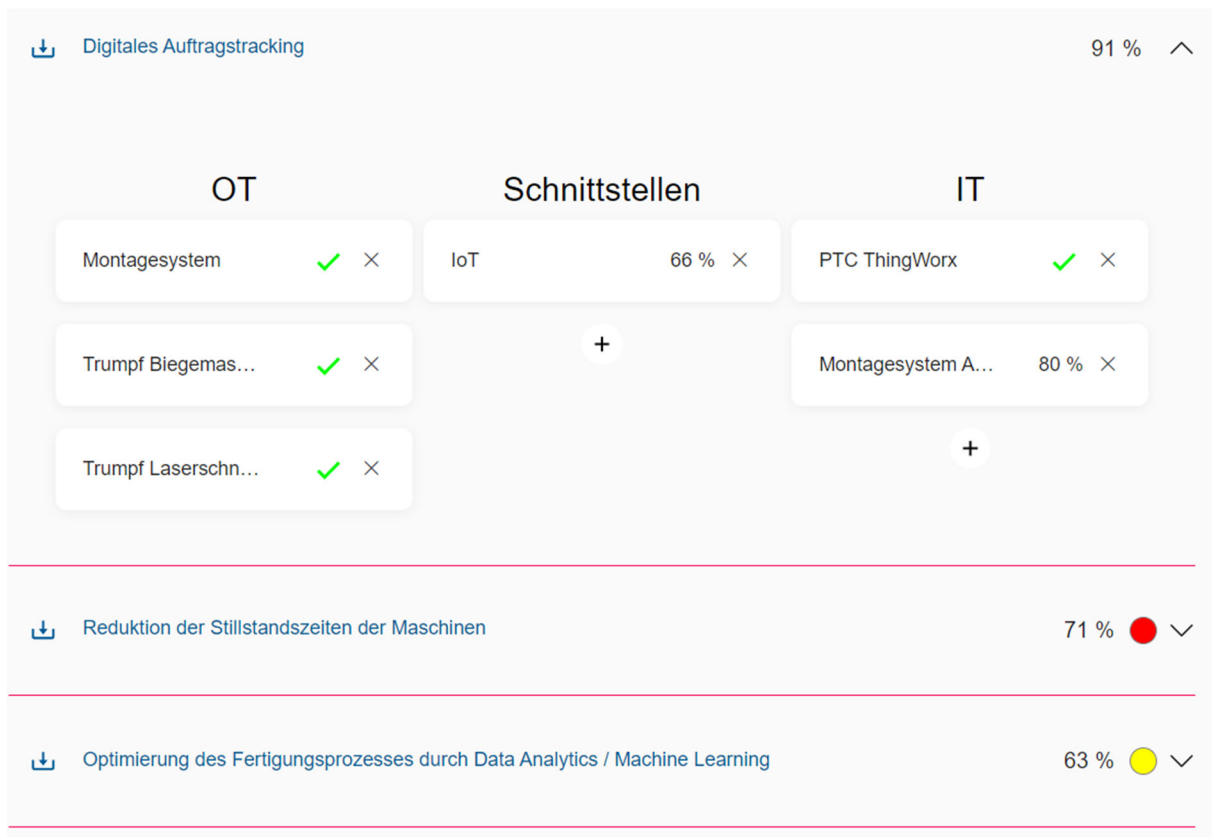 Digitales Auftragstracking 91 %
OT Schnittstellen IT
Montagesystem IoT 66 % PTC ThingWorx
Trumpf Biegemas... Montagesystem A... 80 %
Trumpf Laserschn...
Reduktion der Stillstandszeiten der Maschinen 71 %
Optimierung des Fertigungsprozesses durch Data Analytics / Machine Learning 63 %